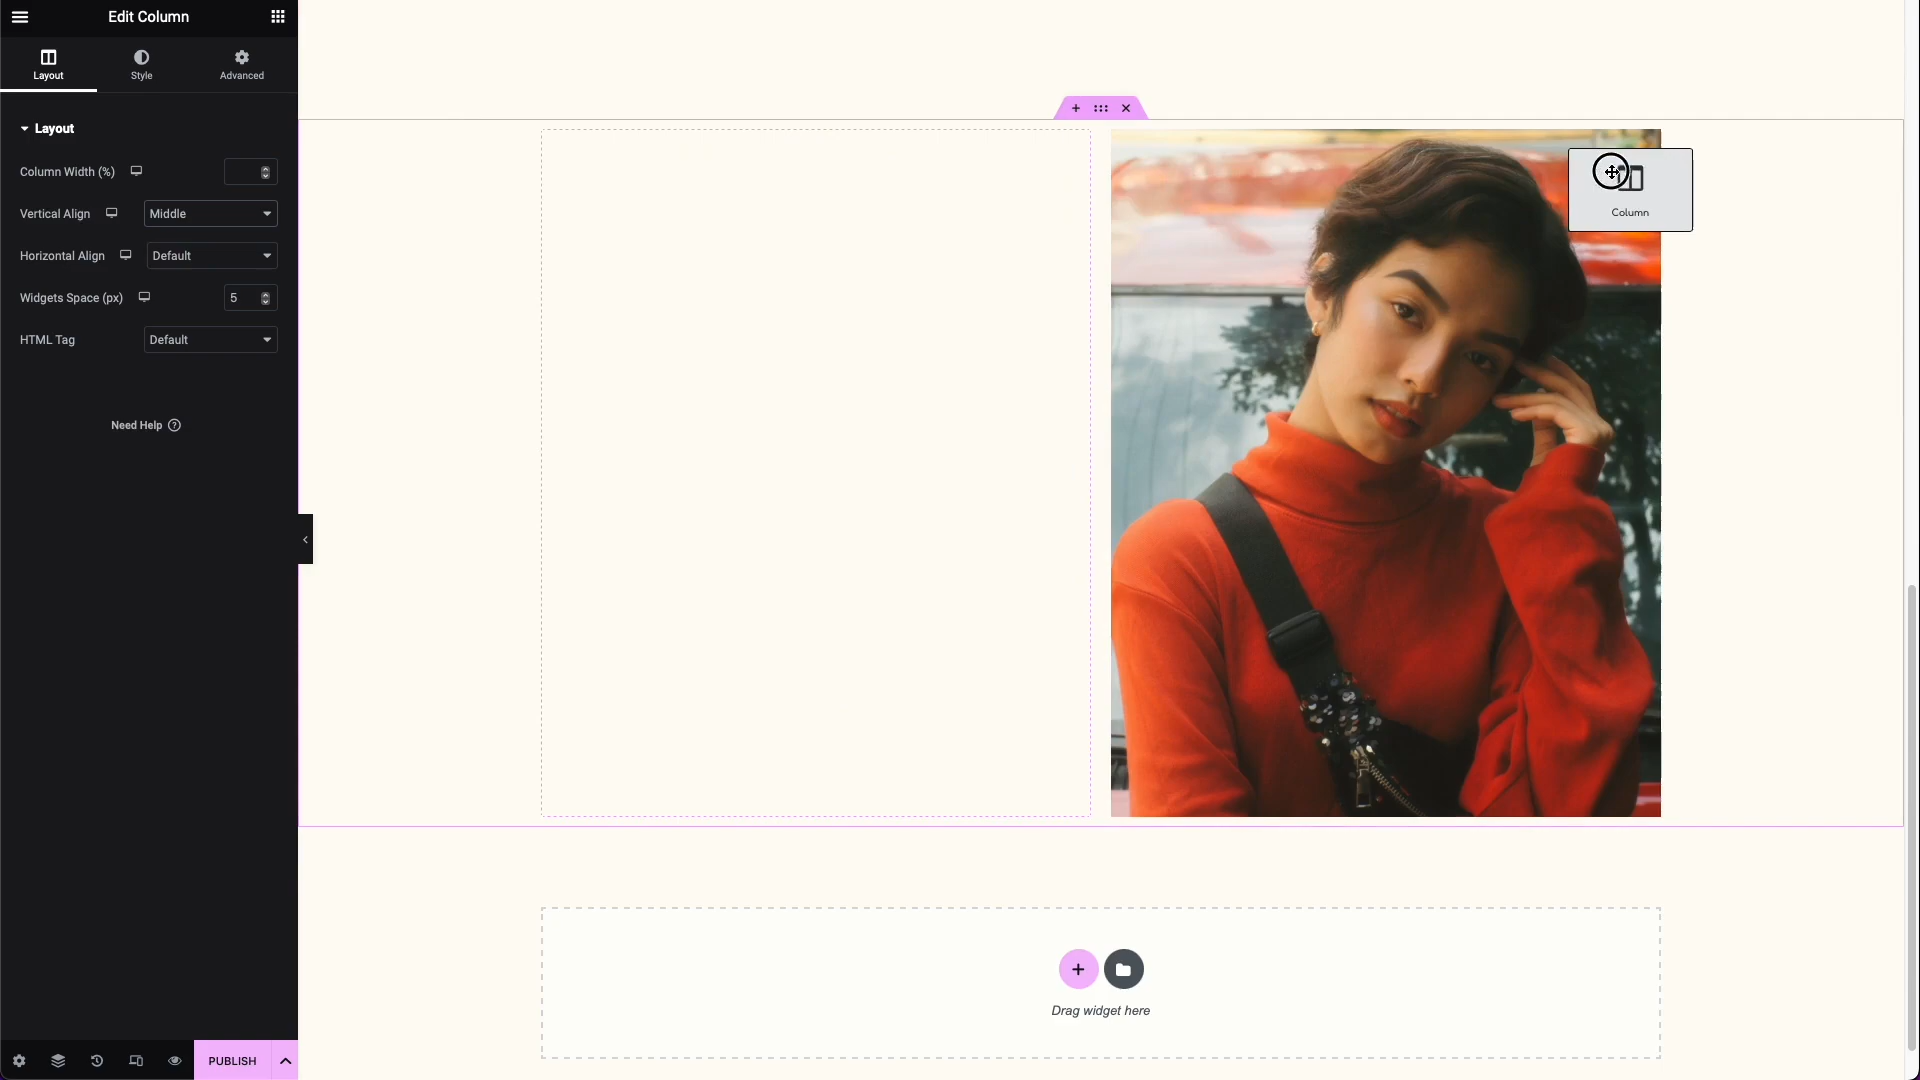 Edit Column
Layout
Style
Advanced
Layout
Column Width (%)
Vertical Align
Middle
Horizontal Align
Default
Widgets Space (px)
5
HTML Tag
Default
Need Help
Column
Drag widget here
PUBLISH